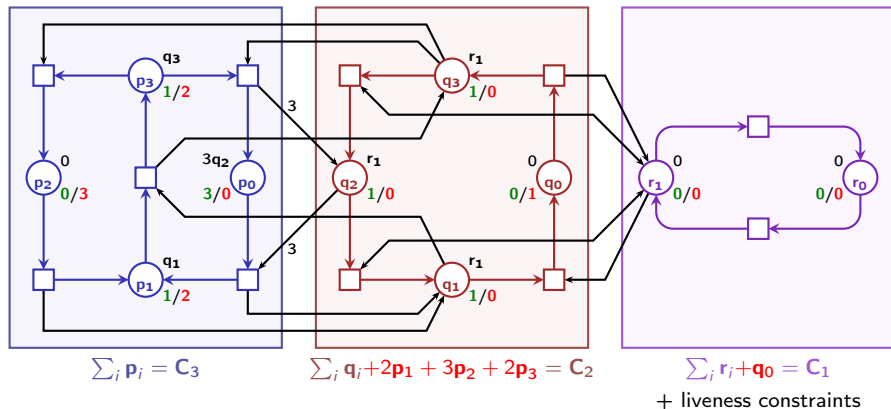 q3 r1
p3 q3
1/2 1/0
3
0 3q2 r1 0 0 0
p2 p0 q2 q0 r1 r0
0/3 3/0 1/0 0/1 0/0 0/0
3
q1 r1
p1 q1
1/2 1/0
∑i pi = C3 ∑i qi+2p1 + 3p2 + 2p3 = C2 ∑i ri+q0 = C1
+ liveness constraints